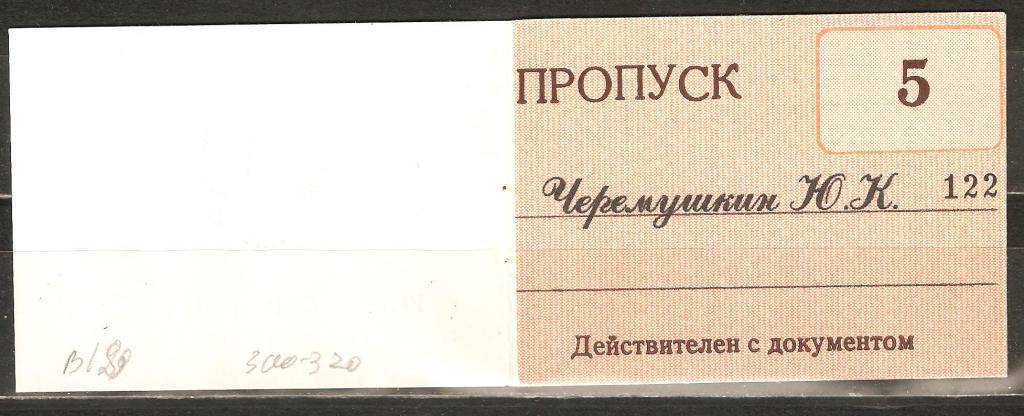 ПРОПУСК 5
Черемушкин Ю.К. 122
Действителен с документом
300-320